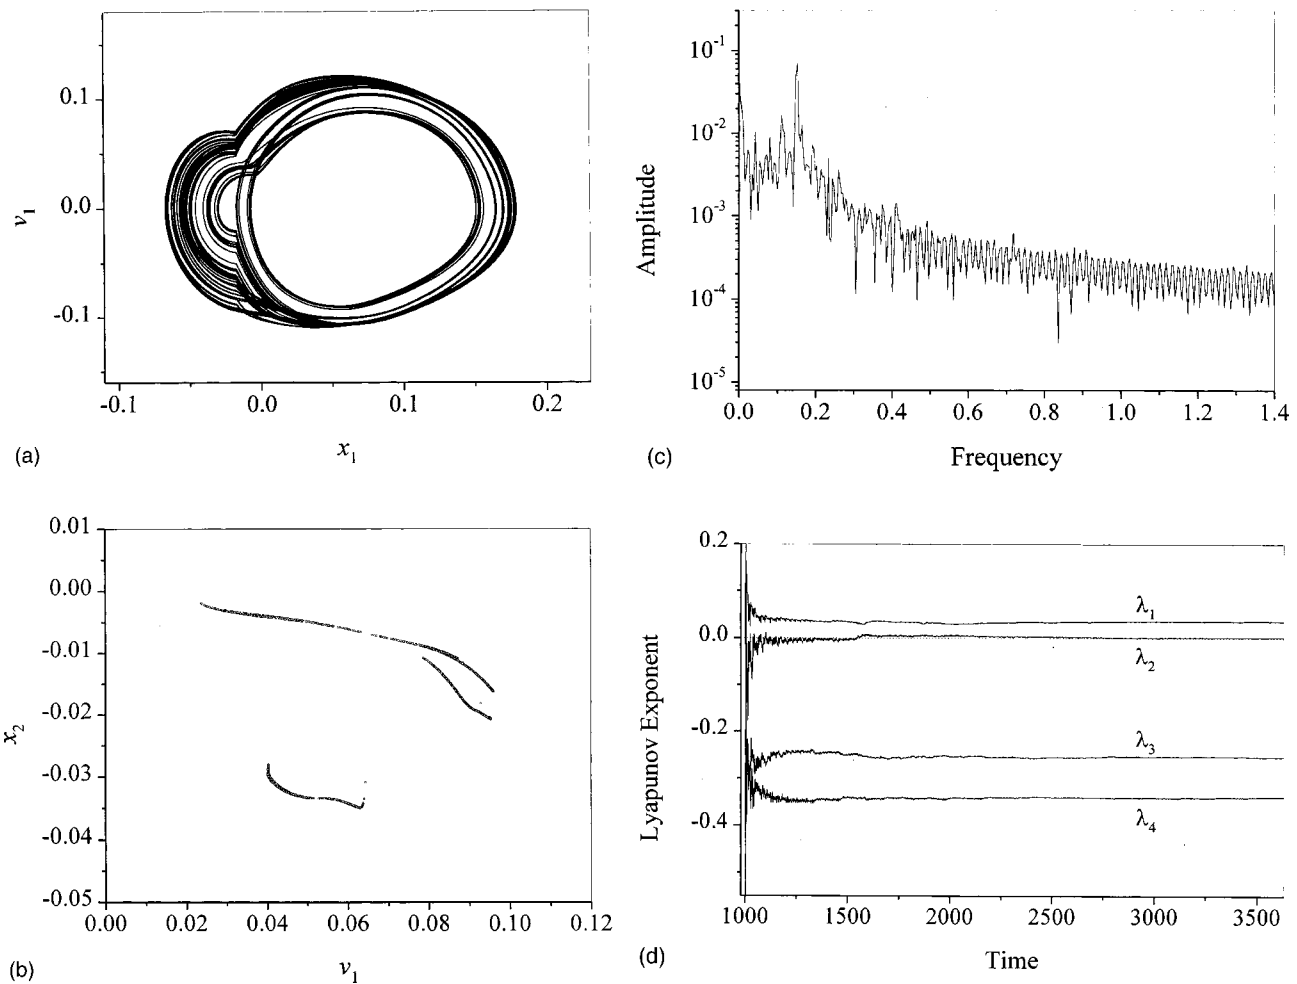 0.1
0.0
-0.1
v₁
-0.1 0.0 0.1 0.2
x₁
(a)
10⁻¹
10⁻²
10⁻³
10⁻⁴
10⁻⁵
Amplitude
0.0 0.2 0.4 0.6 0.8 1.0 1.2 1.4
Frequency
(c)
0.01
0.00
-0.01
-0.02
-0.03
-0.04
-0.05
x₂
0.00 0.02 0.04 0.06 0.08 0.10 0.12
v₁
(b)
0.2
0.0
-0.2
-0.4
Lyapunov Exponent
λ₁
λ₂
λ₃
λ₄
1000 1500 2000 2500 3000 3500
Time
(d)